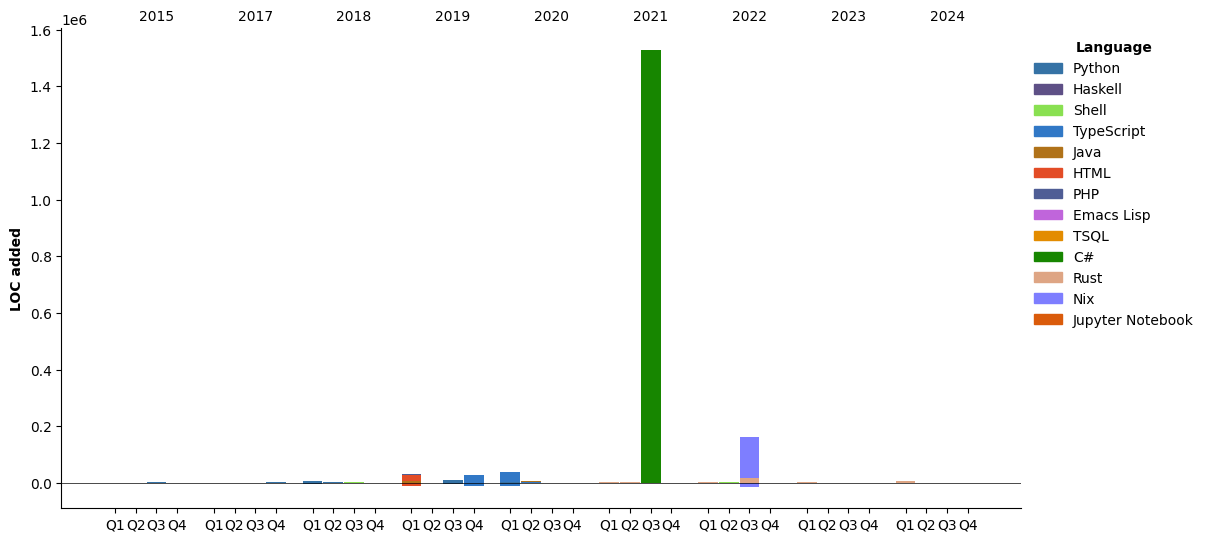 1e6
2015 2017 2018 2019 2020 2021 2022 2023 2024
1.6
1.4
1.2
1.0
0.8
0.6
0.4
0.2
0.0
LOC added
Q1 Q2 Q3 Q4 Q1 Q2 Q3 Q4 Q1 Q2 Q3 Q4 Q1 Q2 Q3 Q4 Q1 Q2 Q3 Q4 Q1 Q2 Q3 Q4 Q1 Q2 Q3 Q4 Q1 Q2 Q3 Q4 Q1 Q2 Q3 Q4
Language
Python
Haskell
Shell
TypeScript
Java
HTML
PHP
Emacs Lisp
TSQL
C#
Rust
Nix
Jupyter Notebook